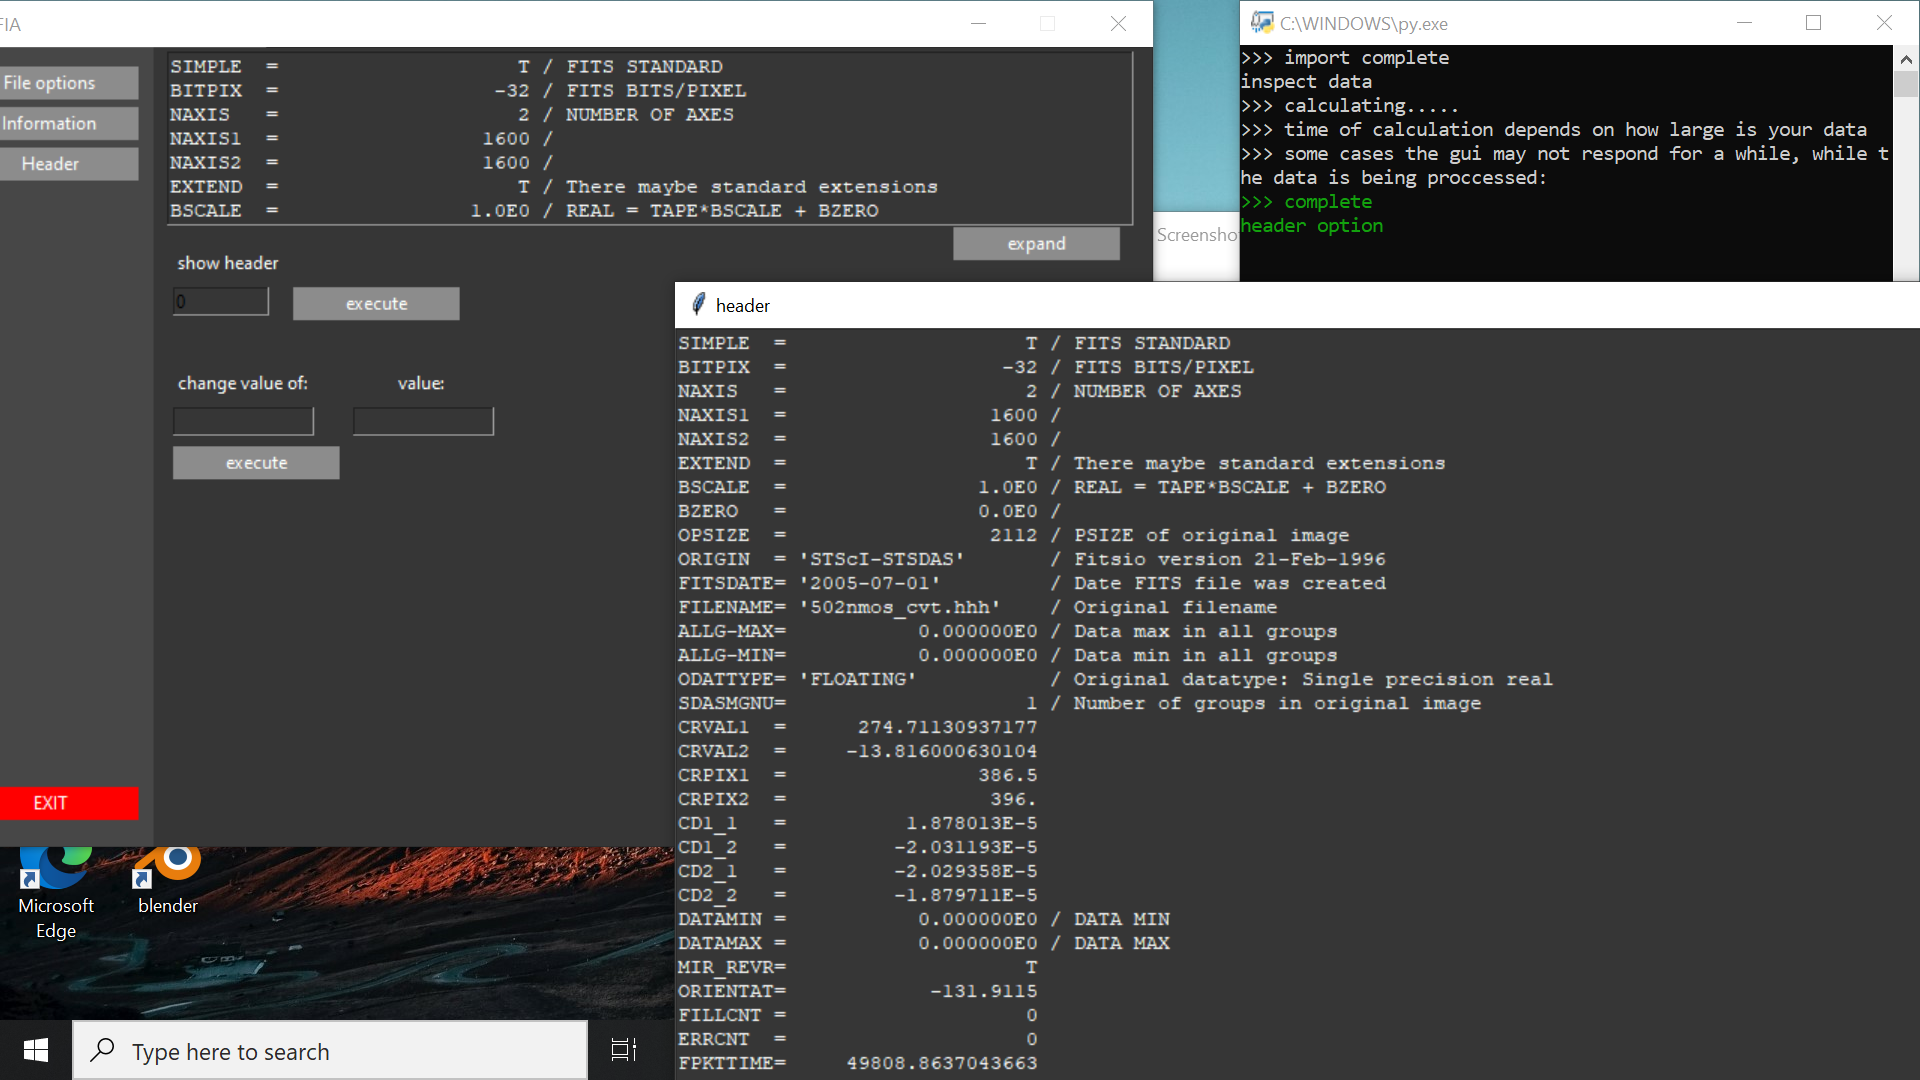 FIA
File options
Information
Header
SIMPLE  =                    T / FITS STANDARD
BITPIX  =                  -32 / FITS BITS/PIXEL
NAXIS   =                    2 / NUMBER OF AXES
NAXIS1  =                 1600 /
NAXIS2  =                 1600 /
EXTEND  =                    T / There maybe standard extensions
BSCALE  =                1.0E0 / REAL = TAPE*BSCALE + BZERO
expand
show header
0
execute
change value of:
value:
execute
EXIT
C:\WINDOWS\py.exe
>>> import complete
inspect data
>>> calculating.....
>>> time of calculation depends on how large is your data
>>> some cases the gui may not respond for a while, while t
he data is being proccessed:
>>> complete
header option
Screensho
header
SIMPLE  =                    T / FITS STANDARD
BITPIX  =                  -32 / FITS BITS/PIXEL
NAXIS   =                    2 / NUMBER OF AXES
NAXIS1  =                 1600 /
NAXIS2  =                 1600 /
EXTEND  =                    T / There maybe standard extensions
BSCALE  =                1.0E0 / REAL = TAPE*BSCALE + BZERO
BZERO   =                0.0E0 /
OPSIZE  =                 2112 / PSIZE of original image
ORIGIN  = 'STScI-STSDAS'       / Fitsio version 21-Feb-1996
FITSDATE= '2005-07-01'         / Date FITS file was created
FILENAME= '502nmos_cvt.hhh'    / Original filename
ALLG-MAX=           0.000000E0 / Data max in all groups
ALLG-MIN=           0.000000E0 / Data min in all groups
ODATTYPE= 'FLOATING'           / Original datatype: Single precision real
SDASMGNU=                    1 / Number of groups in original image
CRVAL1  =      274.71130937177
CRVAL2  =     -13.816000630104
CRPIX1  =                386.5
CRPIX2  =                 396.
CD1_1   =          1.878013E-5
CD1_2   =         -2.031193E-5
CD2_1   =         -2.029358E-5
CD2_2   =         -1.879711E-5
DATAMIN =           0.000000E0 / DATA MIN
DATAMAX =           0.000000E0 / DATA MAX
MIR_REVR=                    T
ORIENTAT=            -131.9115
FILLCNT =                    0
ERRCNT  =                    0
FPKTTIME=     49808.8637043663
Microsoft
Edge
blender
Type here to search